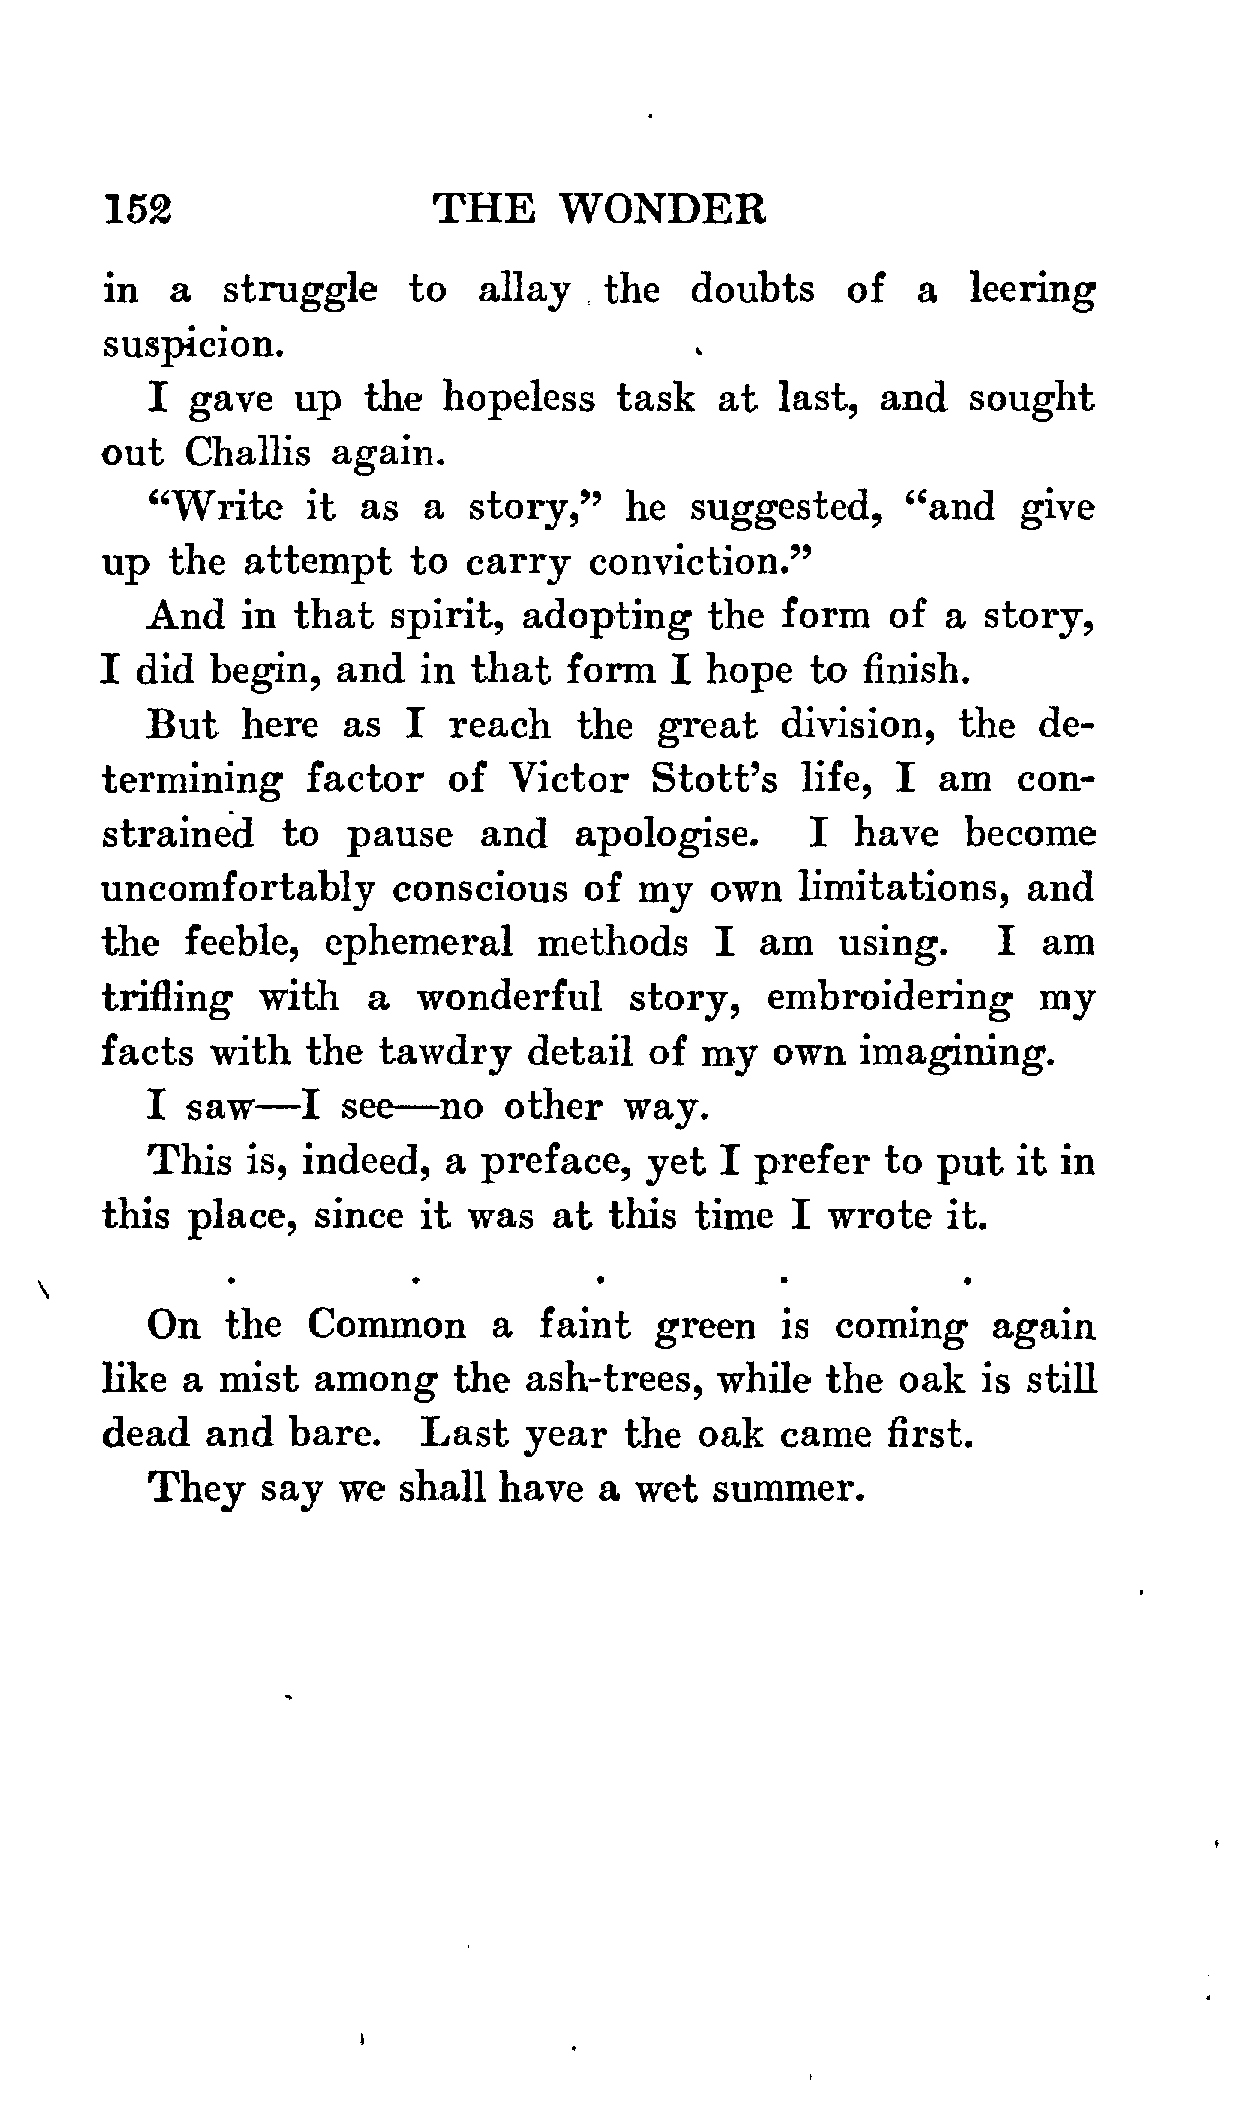 152 THE WONDER
in a struggle to allay the doubts of a leering
suspicion.
I gave up the hopeless task at last, and sought
out Challis again.
“Write it as a story,” he suggested, “and give
up the attempt to carry conviction.”
And in that spirit, adopting the form of a story,
I did begin, and in that form I hope to finish.
But here as I reach the great division, the de-
termining factor of Victor Stott’s life, I am con-
strained to pause and apologise. I have become
uncomfortably conscious of my own limitations, and
the feeble, ephemeral methods I am using. I am
trifling with a wonderful story, embroidering my
facts with the tawdry detail of my own imagining.
I saw—I see—no other way.
This is, indeed, a preface, yet I prefer to put it in
this place, since it was at this time I wrote it.
. . . . .
On the Common a faint green is coming again
like a mist among the ash-trees, while the oak is still
dead and bare. Last year the oak came first.
They say we shall have a wet summer.